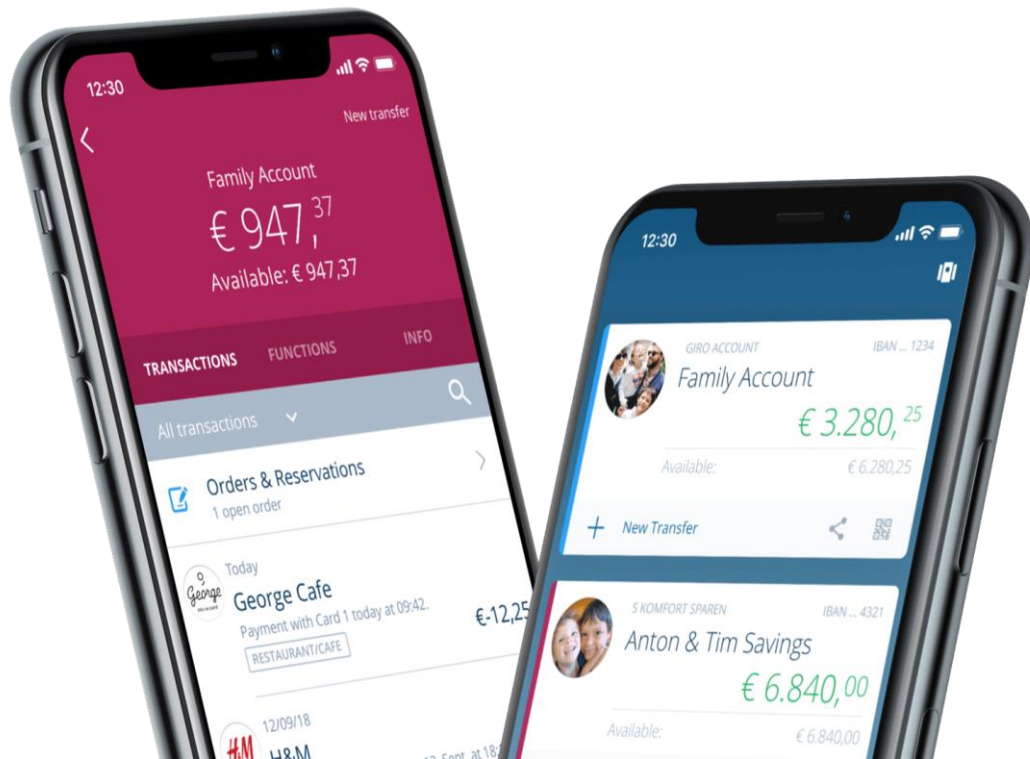 12:30
New transfer
Family Account
€ 947,37
Available: € 947,37
TRANSACTIONS FUNCTIONS INFO
All transactions
Orders & Reservations
1 open order
George
Today
George Cafe
Payment with Card 1 today at 09:42.
€-12,25
RESTAURANT/CAFE
H&M
12/09/18
H&M
Sept. at 18:
12:30
GIRO ACCOUNT IBAN ... 1234
Family Account
€ 3.280,25
Available: € 6.280,25
+ New Transfer
S KOMFORT SPAREN IBAN ... 4321
Anton & Tim Savings
€ 6.840,00
Available: € 6.840,00